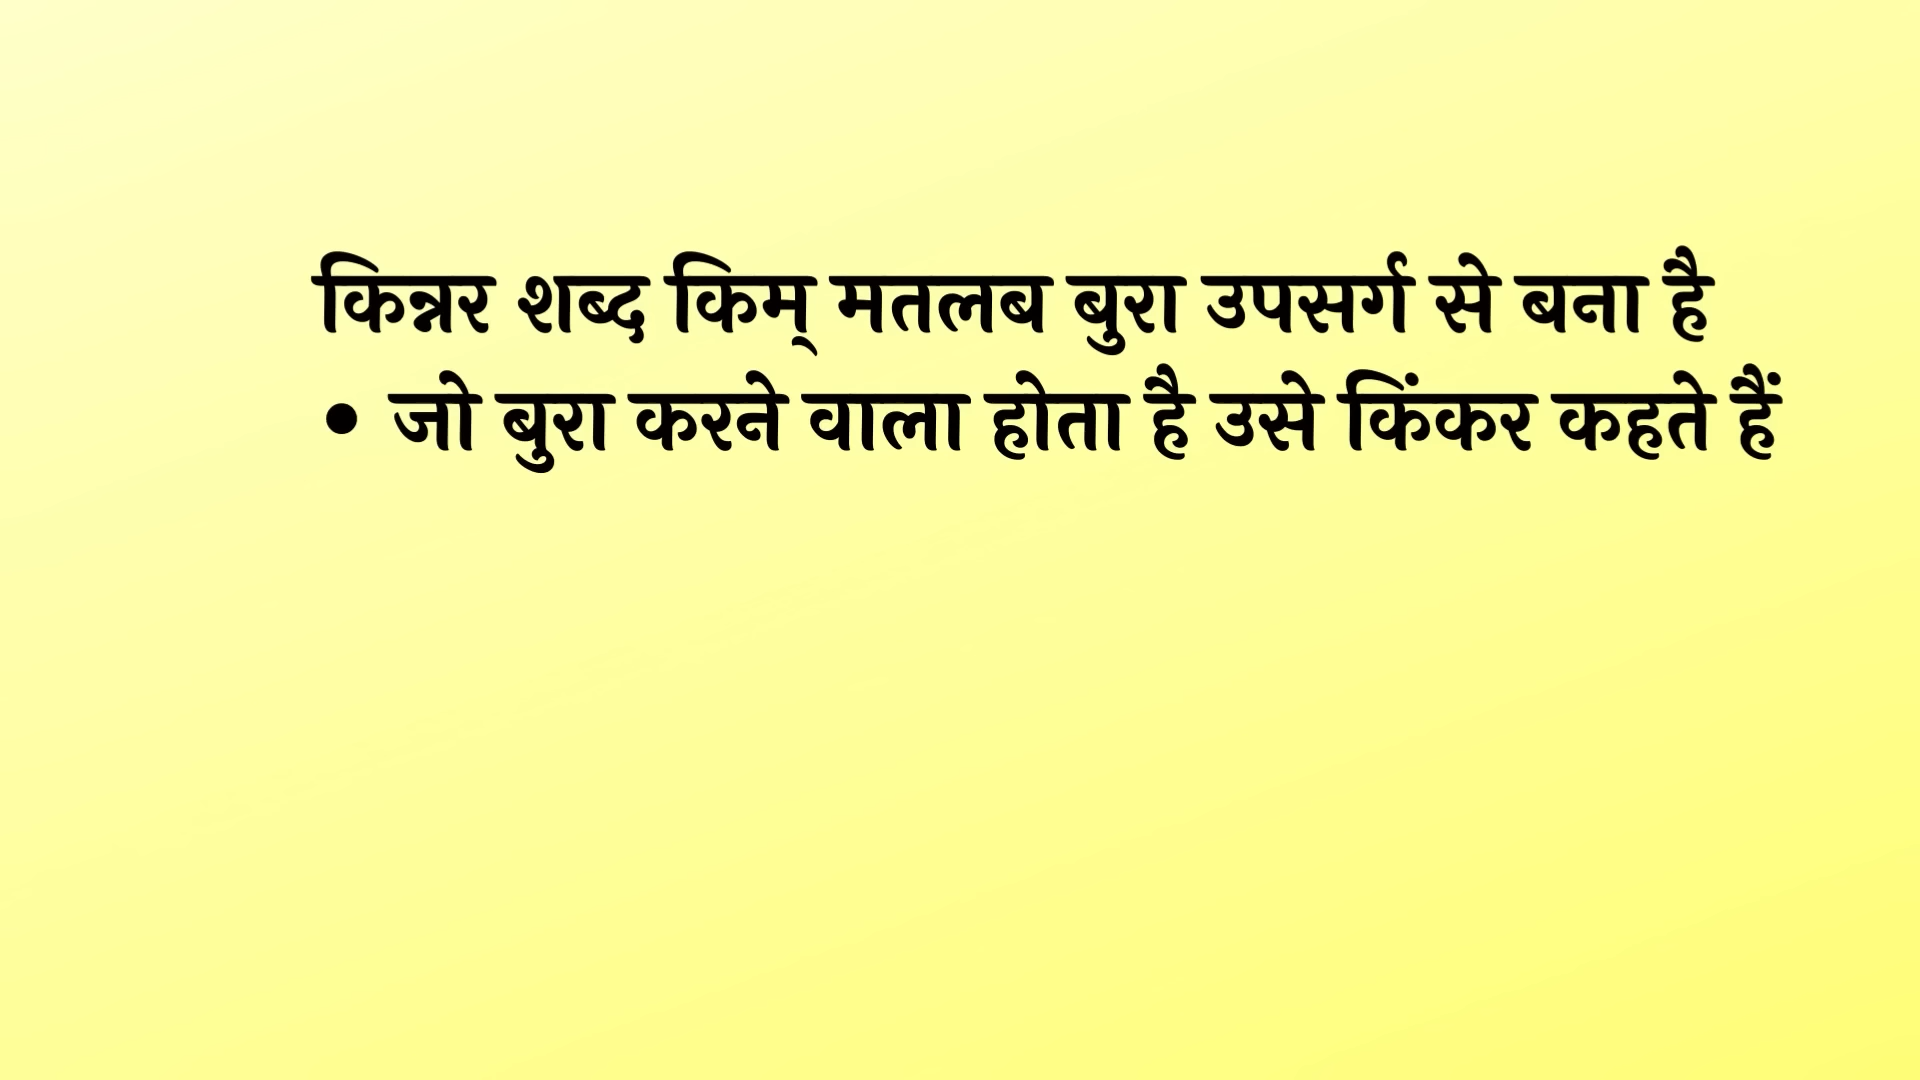 किन्नर शब्द किम् मतलब बुरा उपसर्ग से बना है
• जो बुरा करने वाला होता है उसे किंकर कहते हैं